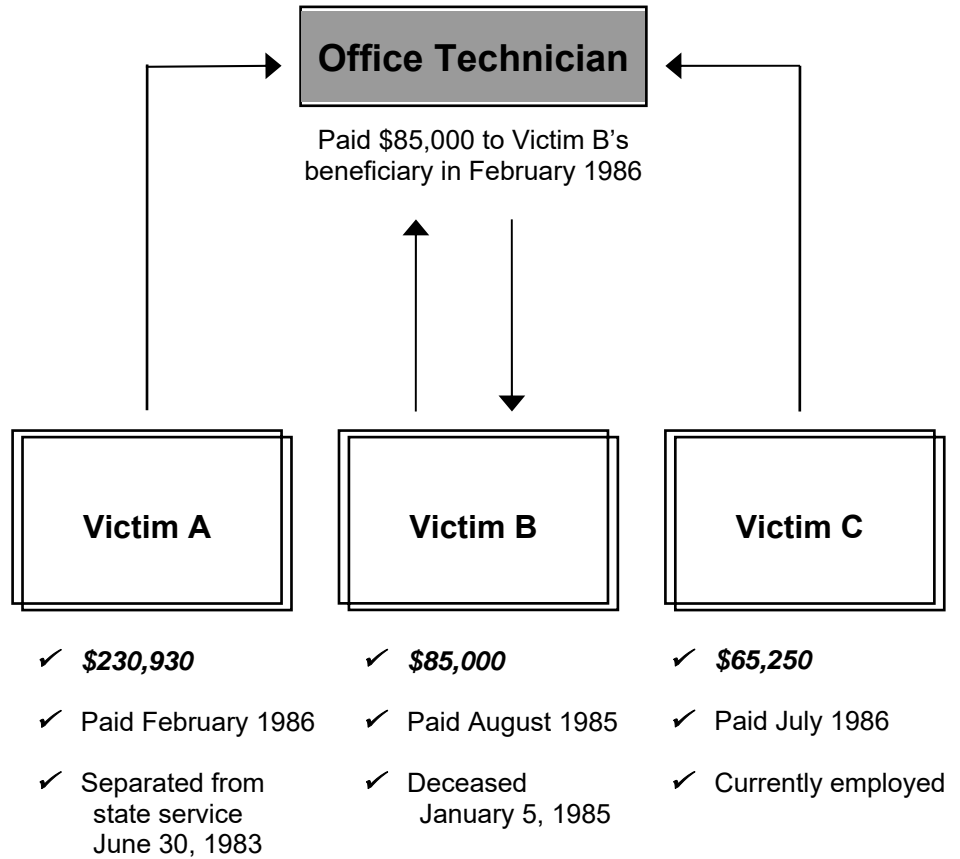 Office Technician
Paid $85,000 to Victim B’s
beneficiary in February 1986
Victim A
✓ $230,930
✓ Paid February 1986
✓ Separated from
state service
June 30, 1983
Victim B
✓ $85,000
✓ Paid August 1985
✓ Deceased
January 5, 1985
Victim C
✓ $65,250
✓ Paid July 1986
✓ Currently employed